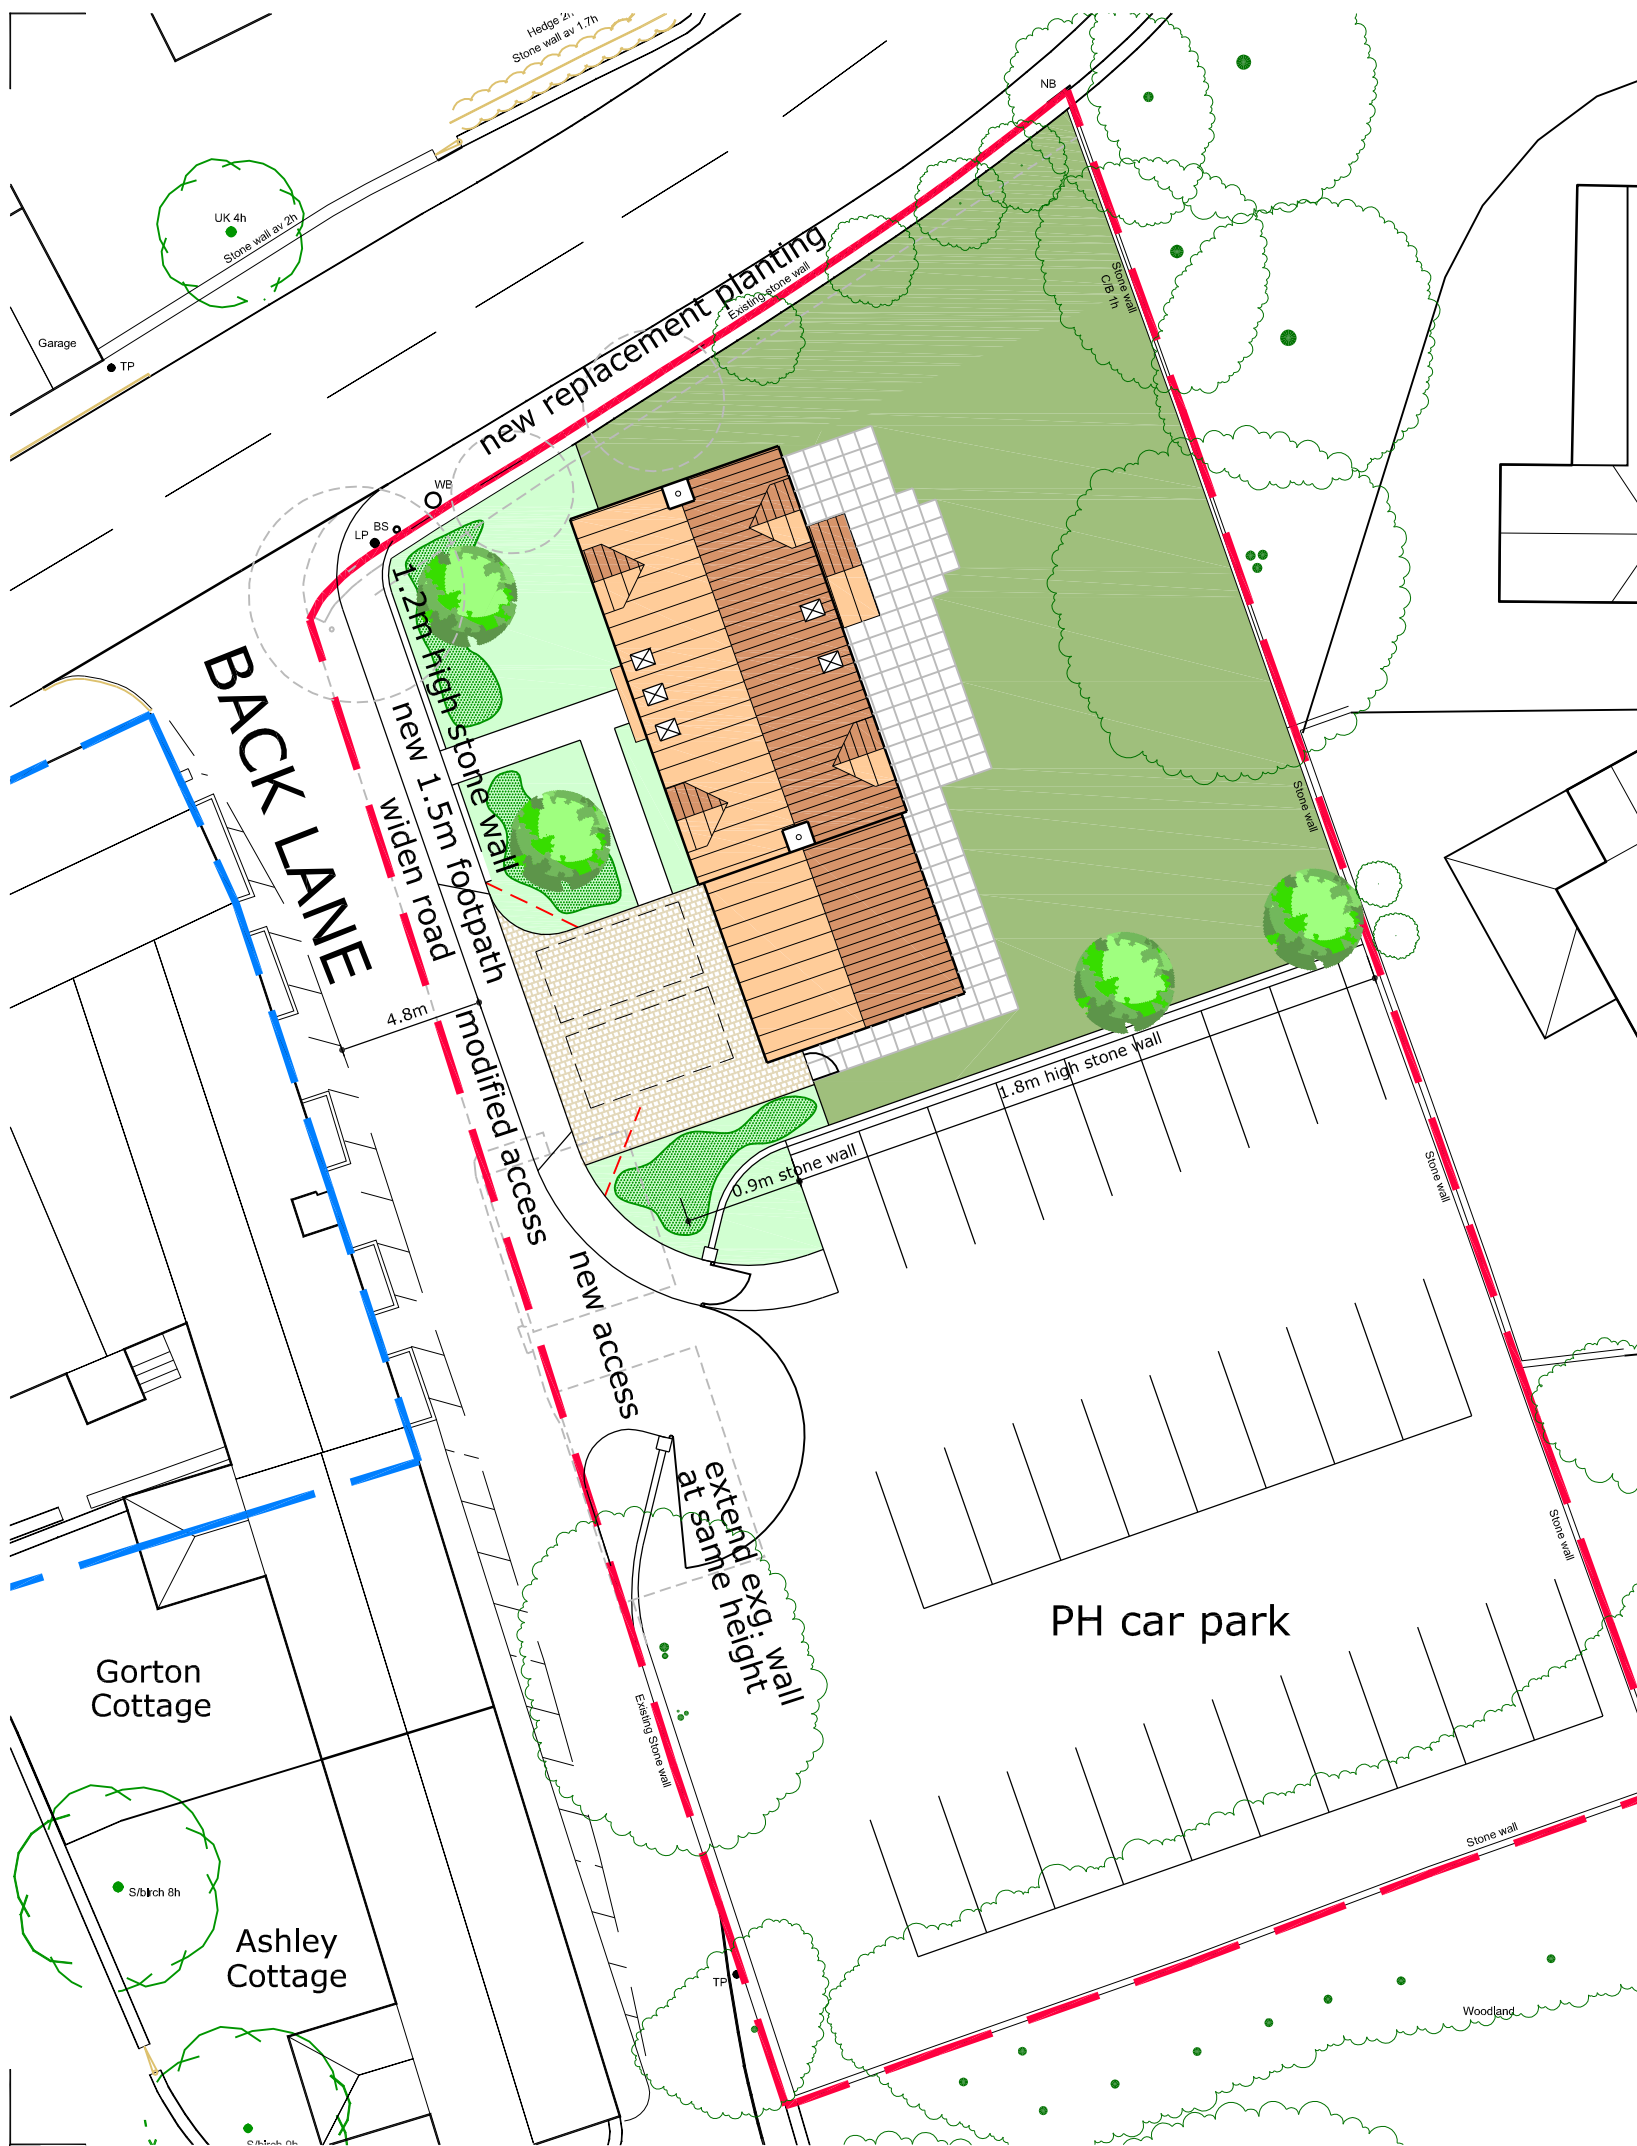 Hedge 2h
Stone wall av 1.7h
NB
UK 4h
Stone wall av 2h
Garage
TP
new replacement planting
Existing stone wall
Stone wall
C/B 1h
WB
BS
LP
1.2m high stone wall
new 1.5m footpath
widen road
BACK LANE
Stone wall
4.8m
modified access
1.8m high stone wall
0.9m stone wall
Stone wall
new access
extend exg. wall
at same height
Stone wall
PH car park
Gorton
Cottage
Existing Stone wall
Stone wall
S/birch 8h
Ashley
Cottage
TP
Woodland
S/birch 9h